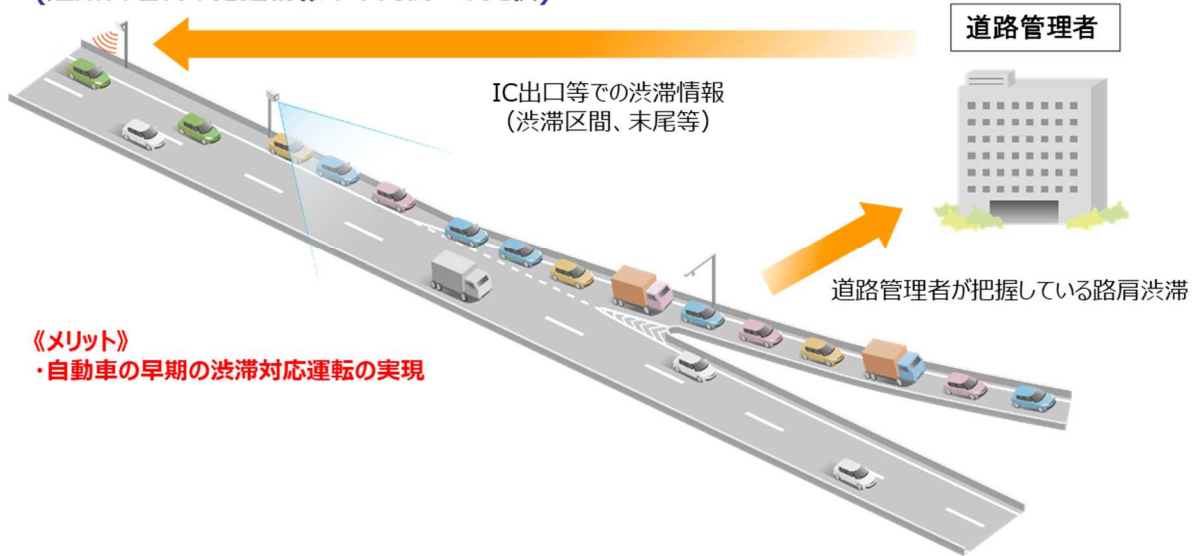 道路管理者
IC出口等での渋滞情報
（渋滞区間、末尾等）
道路管理者が把握している路肩渋滞
《メリット》
・自動車の早期の渋滞対応運転の実現